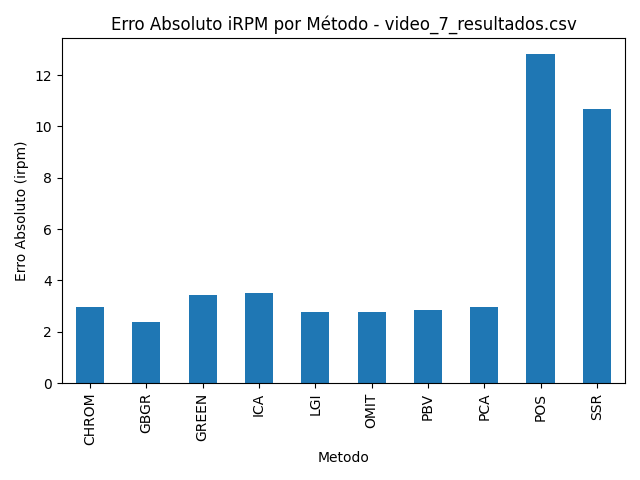 Erro Absoluto iRPM por Método - video_7_resultados.csv
12
10
8
6
4
2
0
Erro Absoluto (irpm)
CHROM
GBGR
GREEN
ICA
LGI
OMIT
PBV
PCA
POS
SSR
Metodo